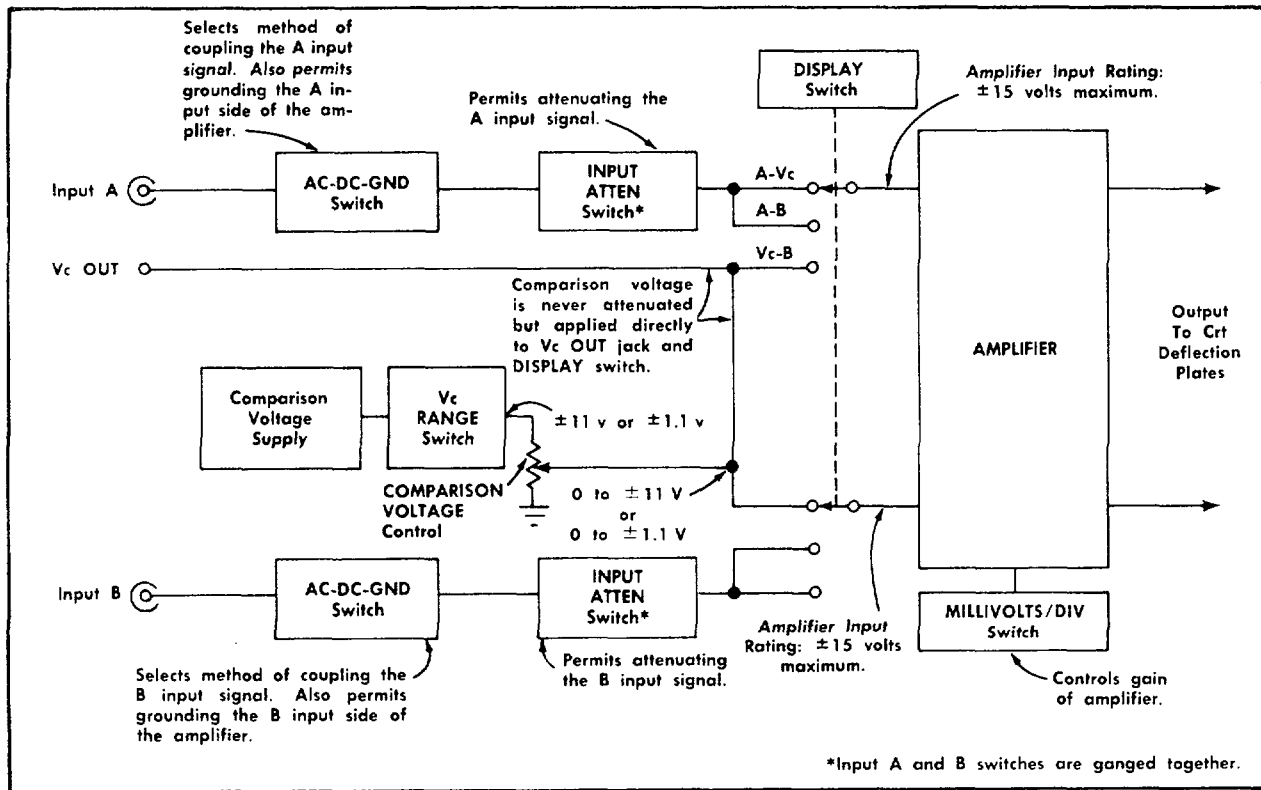 Selects method of
coupling the A input
signal. Also permits
grounding the A in-
put side of the am-
plifier.
Permits attenuating the
A input signal.
DISPLAY
Switch
Amplifier Input Rating:
±15 volts maximum.
Input A
AC-DC-GND
Switch
INPUT
ATTEN
Switch*
A-Vc
A-B
Vc OUT
Vc-B
Comparison voltage
is never attenuated
but applied directly
to Vc OUT jack and
DISPLAY switch.
AMPLIFIER
Output
To Crt
Deflection
Plates
Comparison
Voltage
Supply
Vc
RANGE
Switch
±11 v or ±1.1 v
COMPARISON
VOLTAGE
Control
0 to ±11 V
or
0 to ±1.1 V
Input B
AC-DC-GND
Switch
INPUT
ATTEN
Switch*
Amplifier Input
Rating: ±15 volts
maximum.
MILLIVOLTS/DIV
Switch
Selects method of coupling the
B input signal. Also permits
grounding the B input side of
the amplifier.
Permits attenuating
the B input signal.
Controls gain
of amplifier.
*Input A and B switches are ganged together.